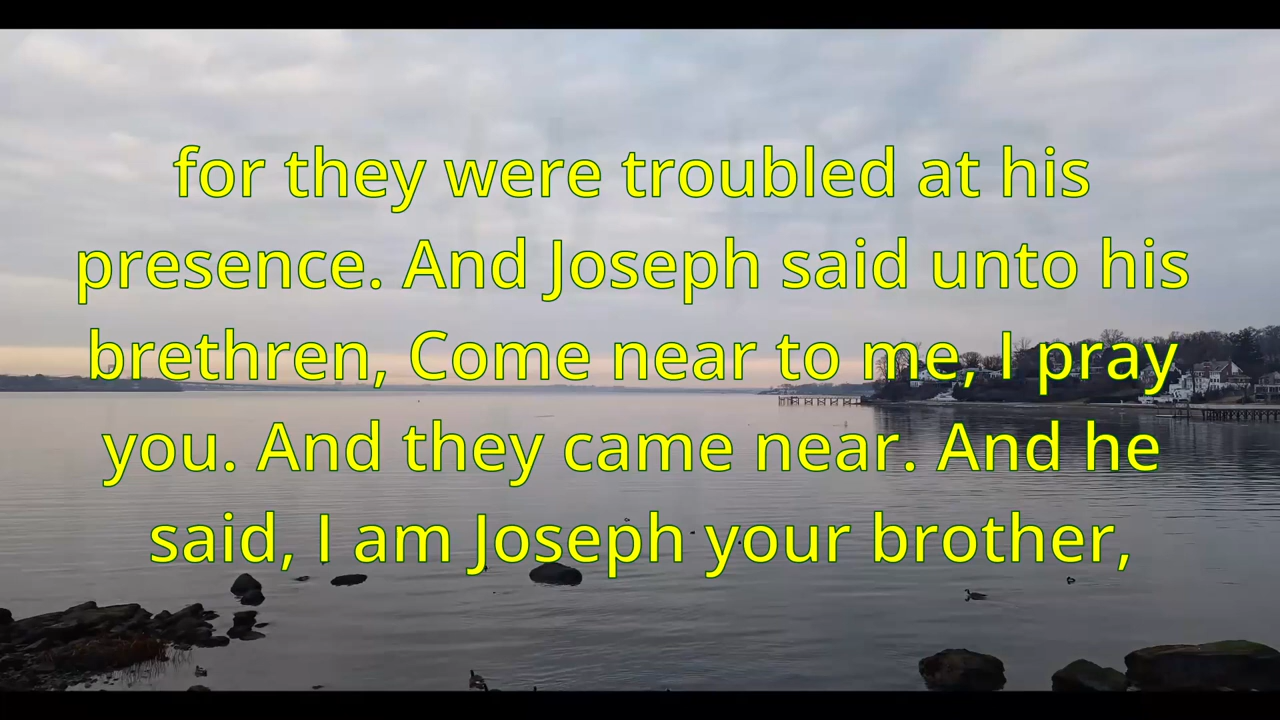 for they were troubled at his
presence. And Joseph said unto his
brethren, Come near to me, I pray
you. And they came near. And he
said, I am Joseph your brother,